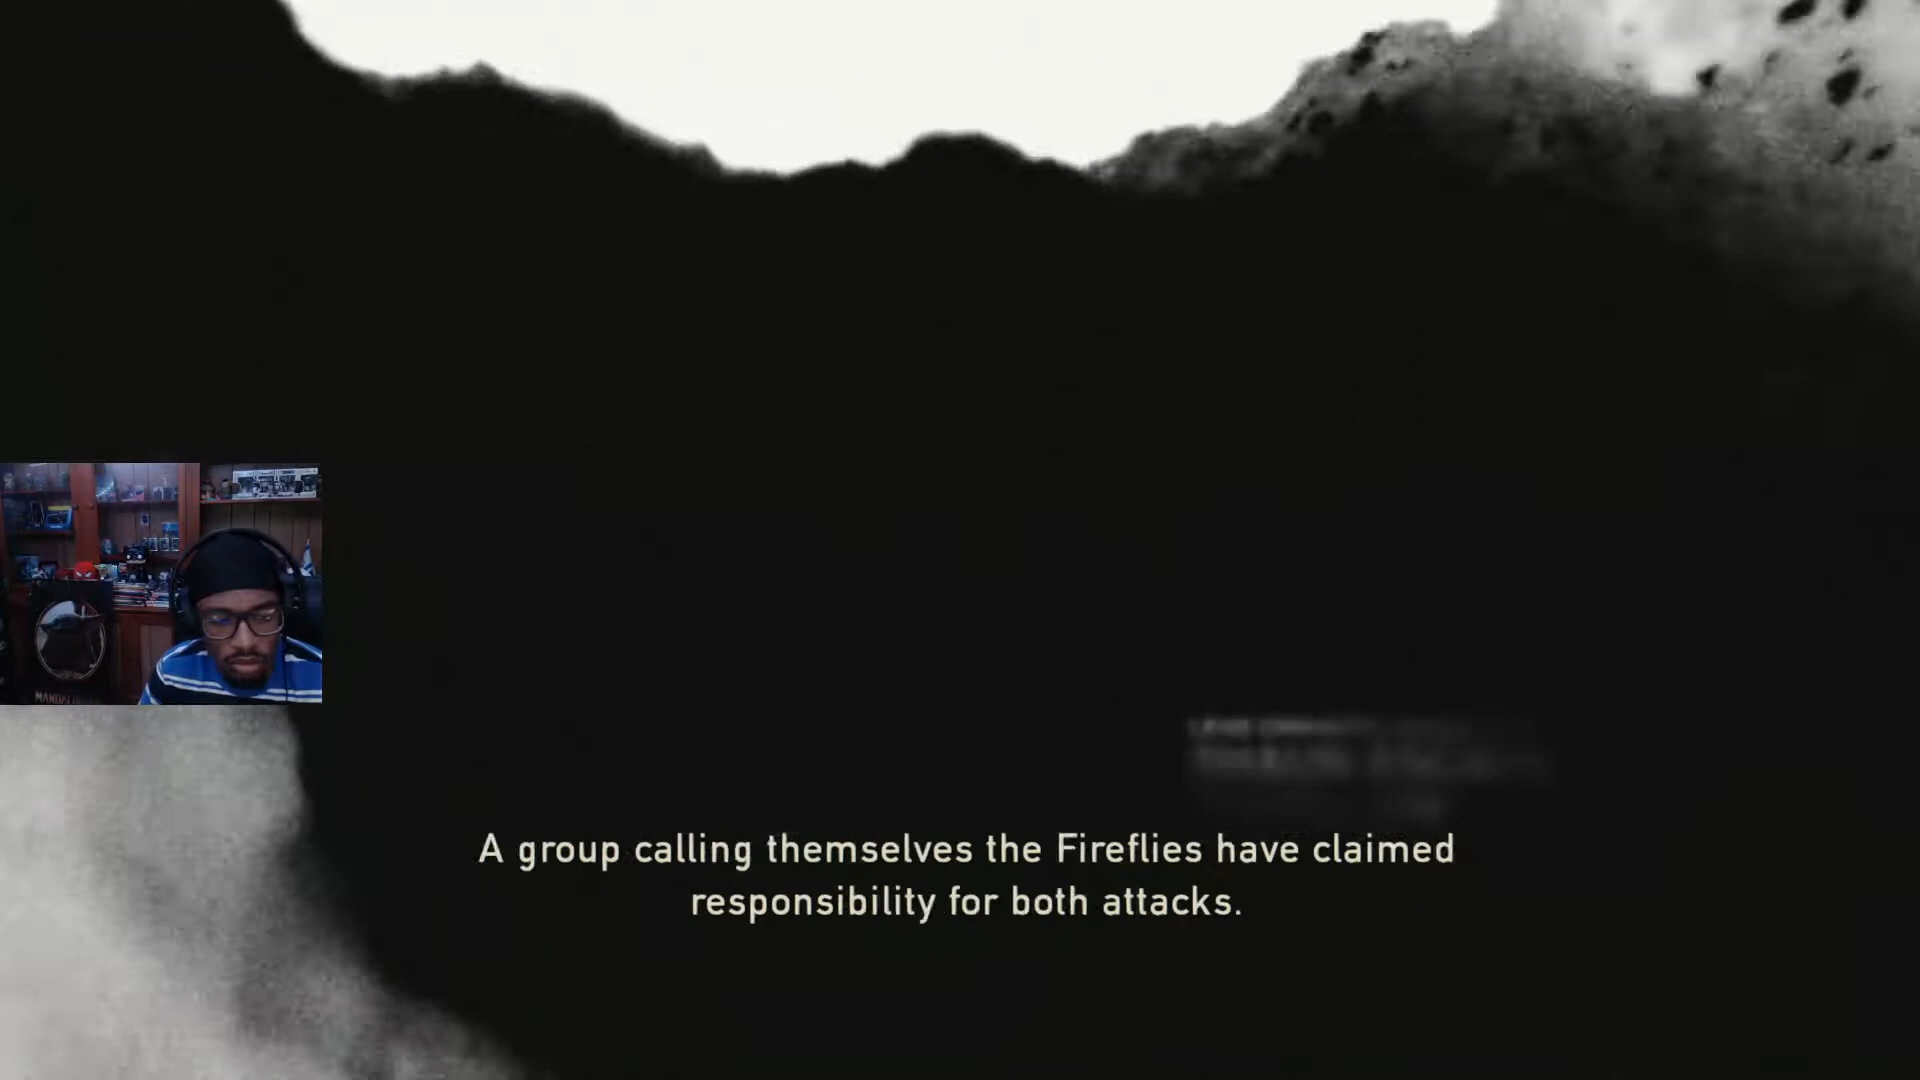 A group calling themselves the Fireflies have claimed
responsibility for both attacks.